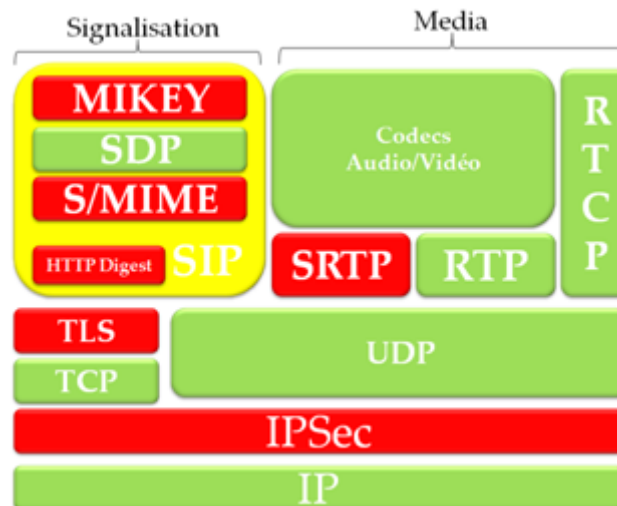 Signalisation
Media
MIKEY
SDP
S/MIME
HTTP Digest
SIP
Codecs
Audio/Vidéo
SRTP
RTP
R
T
C
P
TLS
TCP
UDP
IPSec
IP